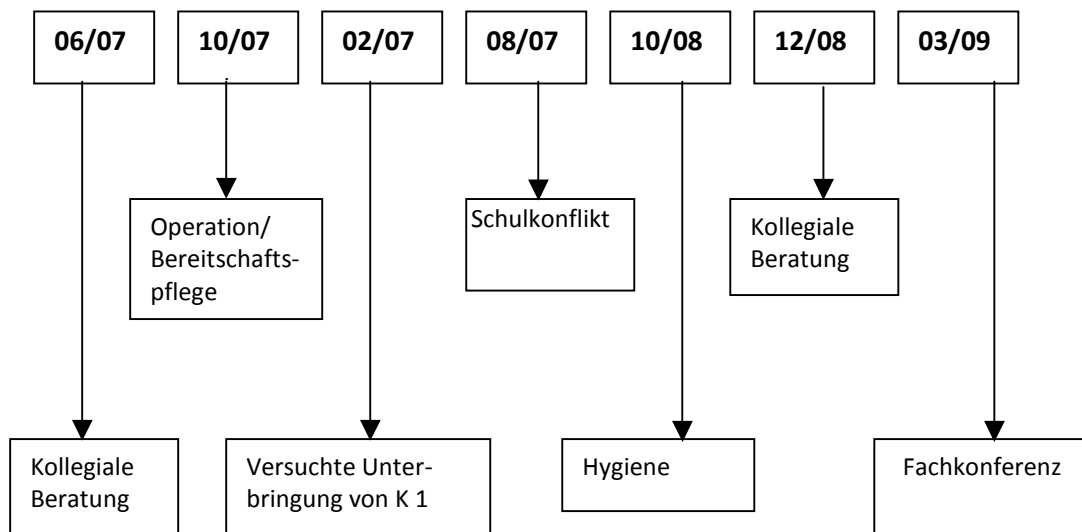 06/07 10/07 02/07 08/07 10/08 12/08 03/09
Operation/
Bereitschafts-
pflege
Schulkonflikt
Kollegiale
Beratung
Kollegiale
Beratung
Versuchte Unter-
bringung von K 1
Hygiene
Fachkonferenz